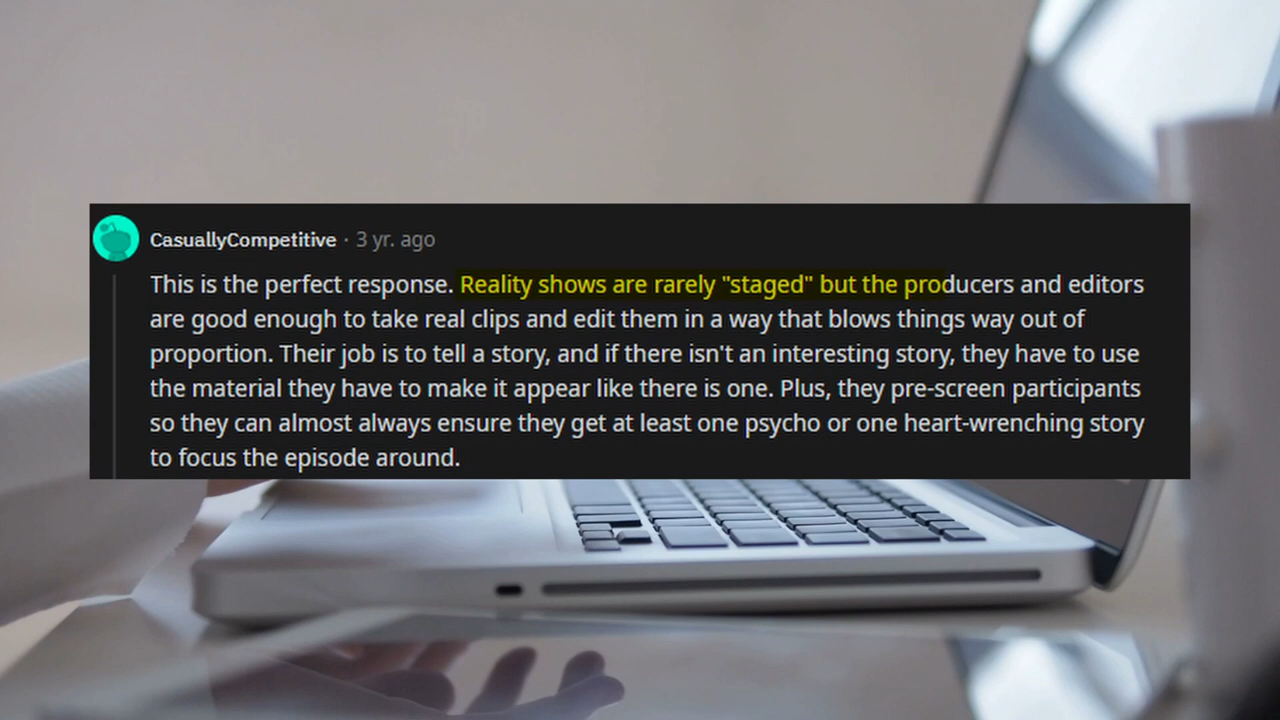 CasuallyCompetitive · 3 yr. ago
This is the perfect response. Reality shows are rarely "staged" but the producers and editors
are good enough to take real clips and edit them in a way that blows things way out of
proportion. Their job is to tell a story, and if there isn't an interesting story, they have to use
the material they have to make it appear like there is one. Plus, they pre-screen participants
so they can almost always ensure they get at least one psycho or one heart-wrenching story
to focus the episode around.